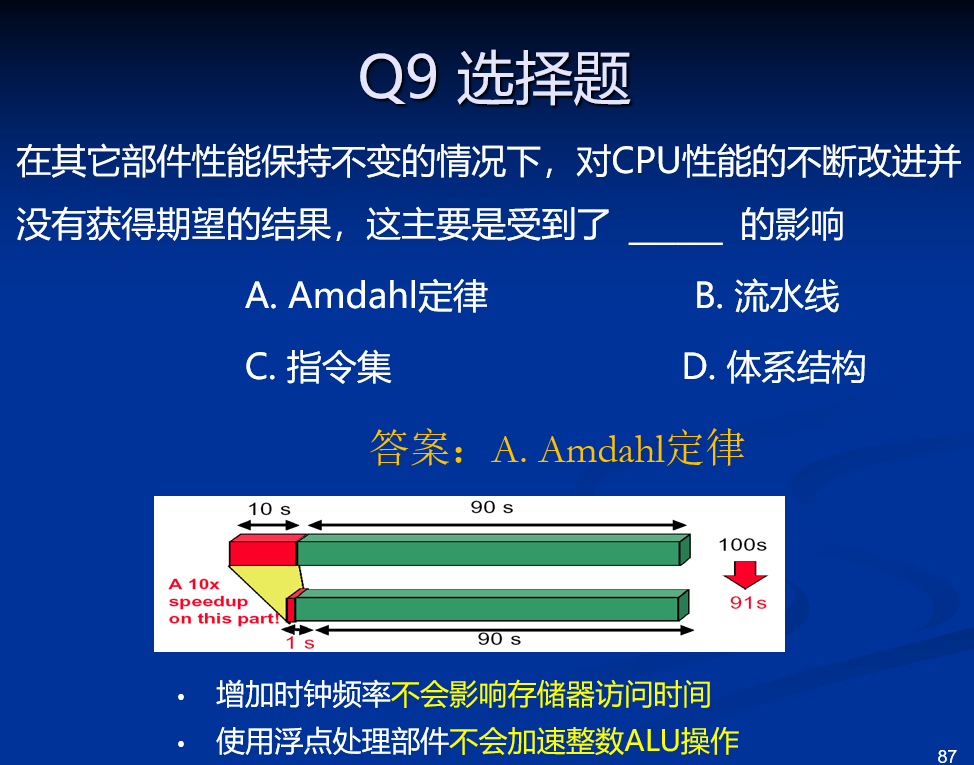 Q9 选择题
在其它部件性能保持不变的情况下，对CPU性能的不断改进并
没有获得期望的结果，这主要是受到了 ______ 的影响
A. Amdahl定律 B. 流水线
C. 指令集 D. 体系结构
答案：A. Amdahl定律
10 s 90 s
100s
A 10x
speedup
on this part!
91s
1 s 90 s
• 增加时钟频率不会影响存储器访问时间
• 使用浮点处理部件不会加速整数ALU操作
87